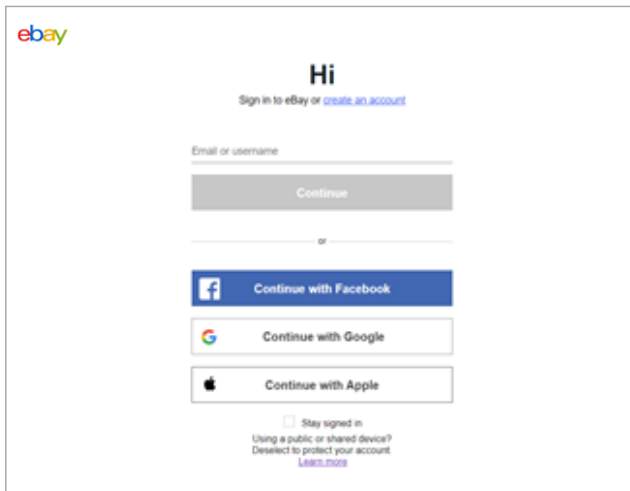 ebay
Hi
Sign in to eBay or create an account
Email or username
Continue
or
Continue with Facebook
Continue with Google
Continue with Apple
Stay signed in
Using a public or shared device?
Deselect to protect your account.
Learn more